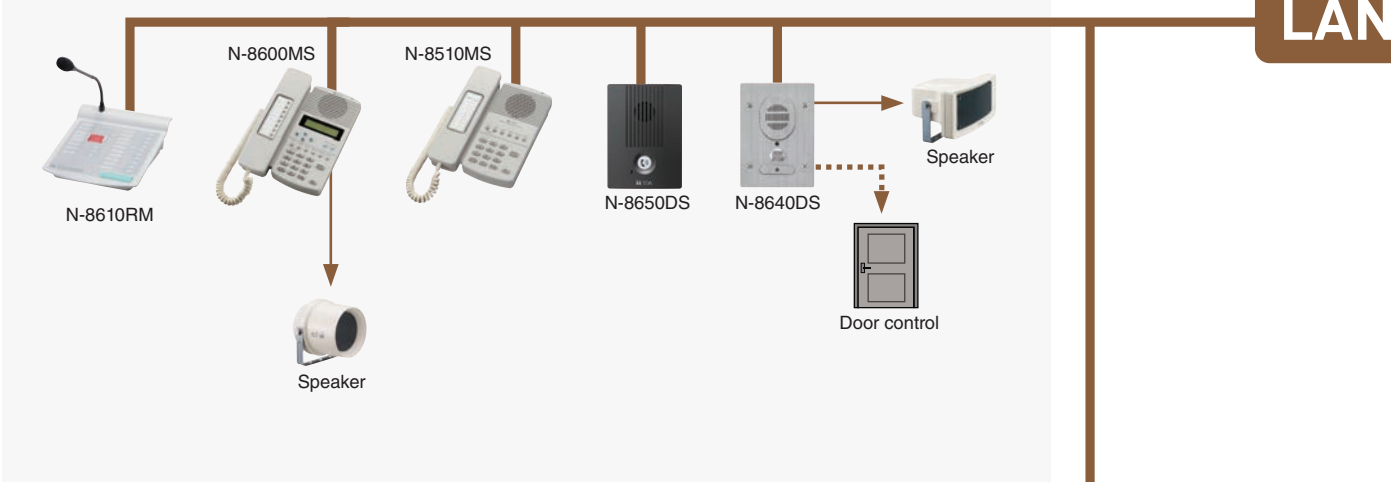 LAN
N-8600MS
N-8510MS
Speaker
N-8610RM
N-8650DS
N-8640DS
Door control
Speaker